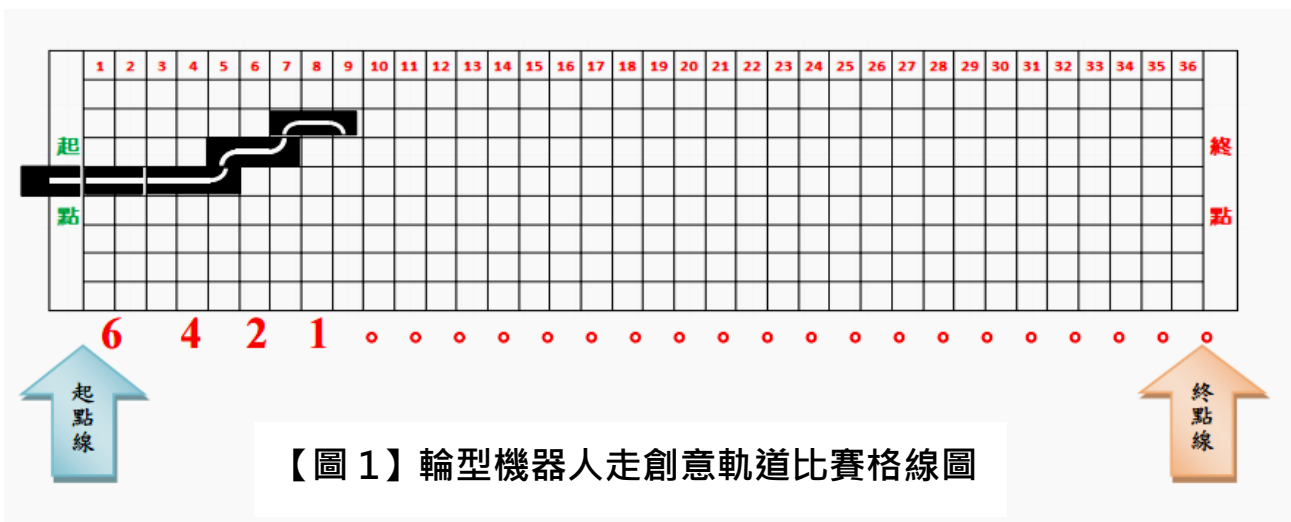 1 2 3 4 5 6 7 8 9 10 11 12 13 14 15 16 17 18 19 20 21 22 23 24 25 26 27 28 29 30 31 32 33 34 35 36
起點
終點
6 4 2 1 。 。 。 。 。 。 。 。 。 。 。 。 。 。 。 。 。 。 。 。
起點線
終點線
【圖 1】輪型機器人走創意軌道比賽格線圖